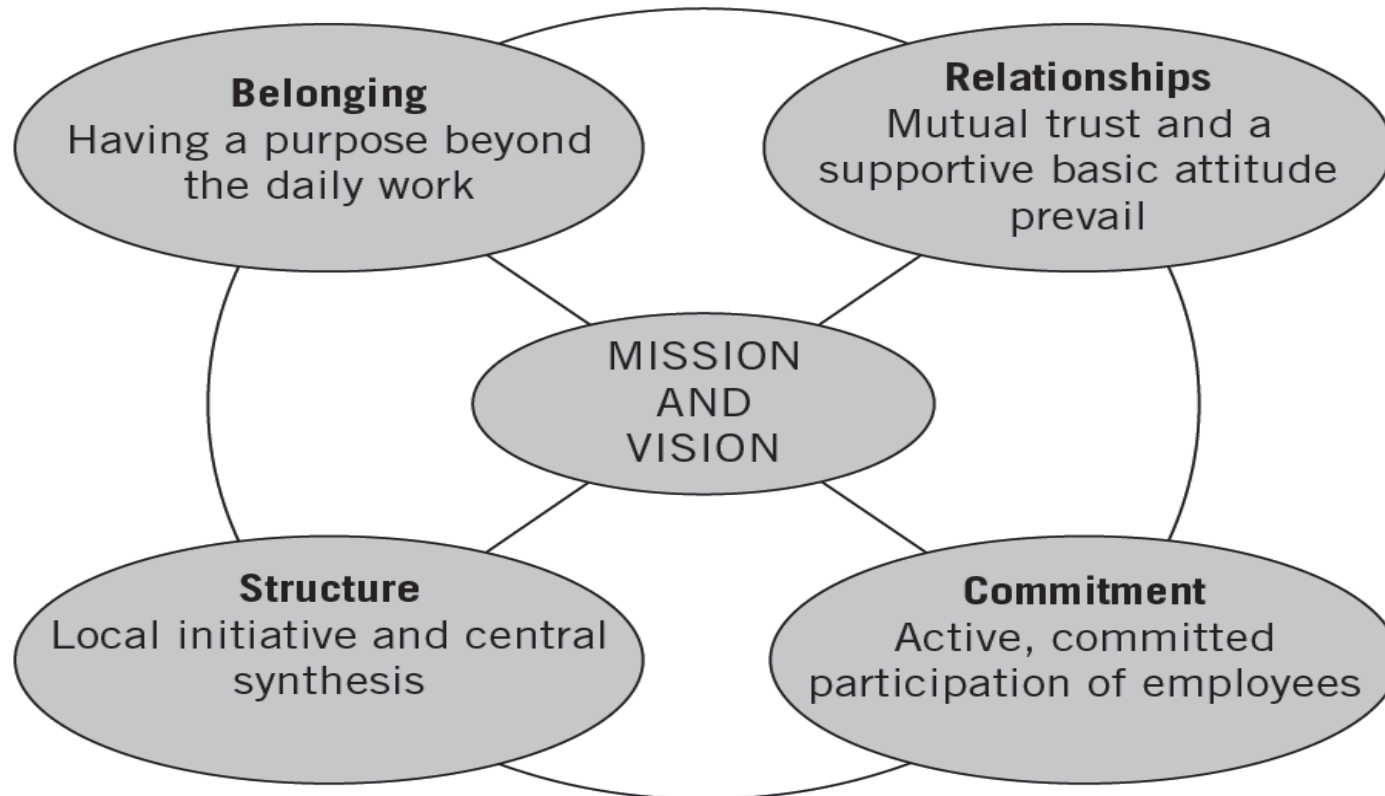 Belonging
Having a purpose beyond
the daily work
Relationships
Mutual trust and a
supportive basic attitude
prevail
MISSION
AND
VISION
Structure
Local initiative and central
synthesis
Commitment
Active, committed
participation of employees